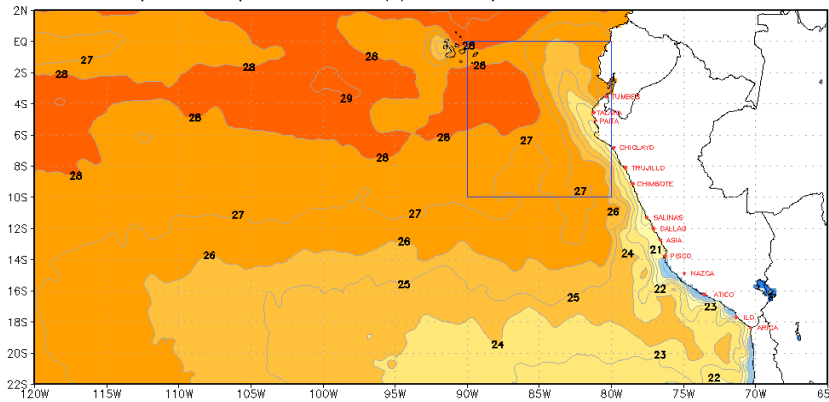 2N
EQ
2S
4S
6S
8S
10S
12S
14S
16S
18S
20S
22S
120W 115W 110W 105W 100W 95W 90W 85W 80W 75W 70W 65
27
28
28
28
28
28
28
29
28
28
28
28
27
27
27
27
26
26
26
25
25
24
24
23
22
21
22
23
TUMBES
TALARA
PAITA
CHICLAYO
TRUJILLO
CHIMBOTE
SALINAS
CALLAO
ASIA
PISCO
NAZCA
ATICO
ILO
ARICA